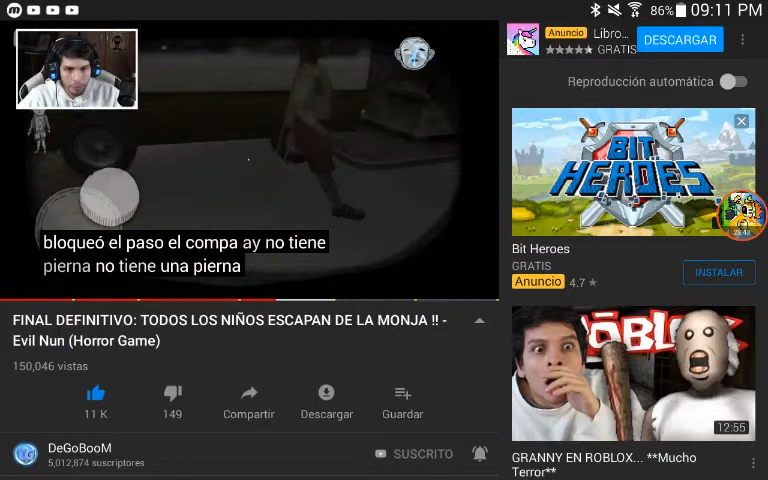 86% 09:11 PM
Anuncio Libro...
GRATIS
DESCARGAR
Reproducción automática
BIT
HEROES
28:43
Bit Heroes
GRATIS
Anuncio 4.7 ★
INSTALAR
bloqueó el paso el compa ay no tiene
pierna no tiene una pierna
FINAL DEFINITIVO: TODOS LOS NIÑOS ESCAPAN DE LA MONJA !! -
Evil Nun (Horror Game)
150,046 vistas
11 K
149
Compartir
Descargar
Guardar
DeGoBooM
5,012,874 suscriptores
SUSCRITO
RÓBLOX
12:55
GRANNY EN ROBLOX... **Mucho
Terror**